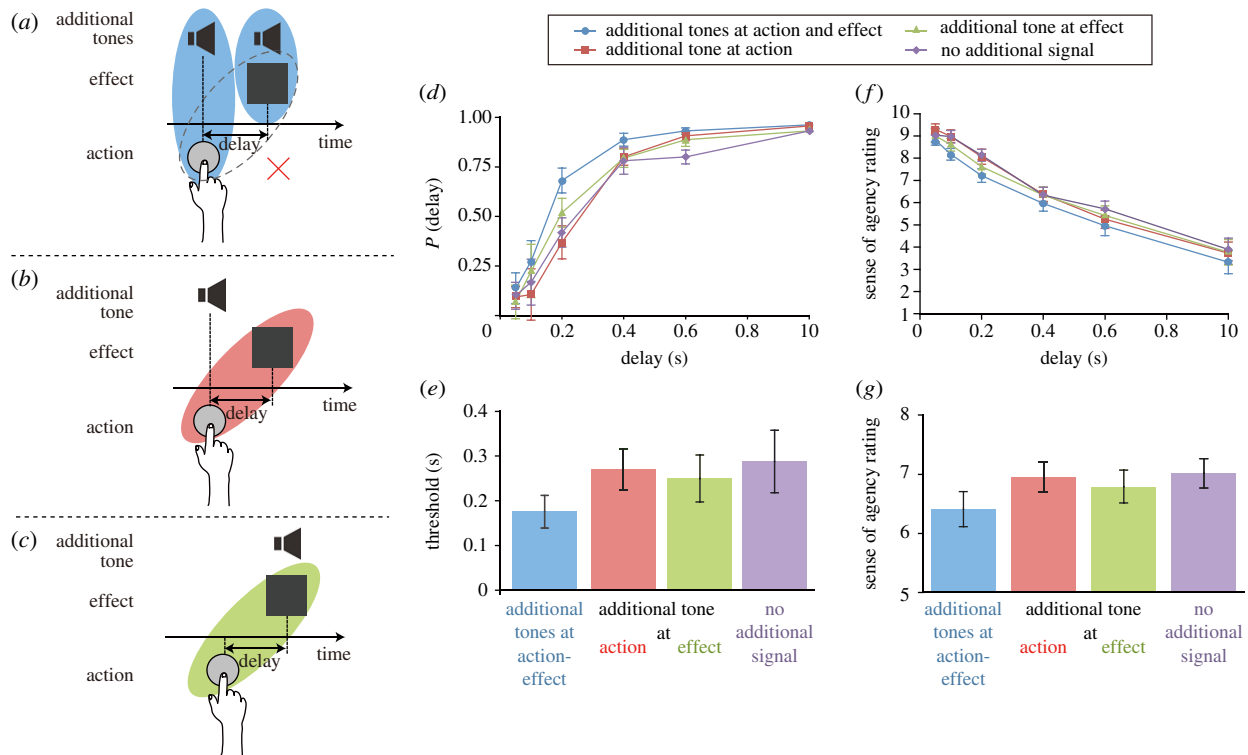 (a)
additional
tones
effect
action
delay
time
(b)
additional
tone
effect
action
delay
time
(c)
additional
tone
effect
action
delay
time
additional tones at action and effect
additional tone at action
additional tone at effect
no additional signal
(d)
P (delay)
1.00
0.75
0.50
0.25
0 0.2 0.4 0.6 0.8 10
delay (s)
(e)
threshold (s)
0.4
0.3
0.2
0.1
0
additional
tones at
action-
effect
additional tone
at
action
effect
no
additional
signal
(f)
sense of agency rating
10
9
8
7
6
5
4
3
2
1
0 0.2 0.4 0.6 0.8 10
delay (s)
(g)
sense of agency rating
8
7
6
5
additional
tones at
action-
effect
additional tone
at
action
effect
no
additional
signal